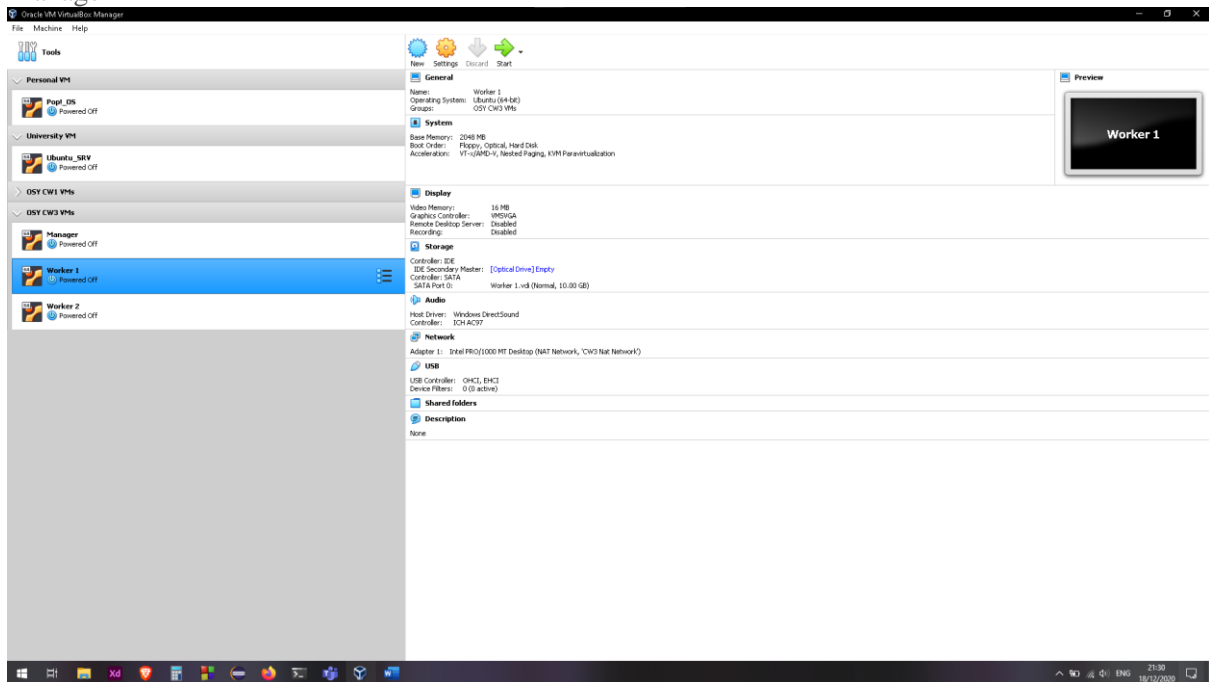 Oracle VM VirtualBox Manager
File Machine Help
Tools
New Settings Discard Start
Personal VM
Pop!_OS
Powered Off
University VM
Ubuntu_SRV
Powered Off
OSY CW1 VMs
OSY CW3 VMs
Manager
Powered Off
Worker 1
Powered Off
Worker 2
Powered Off
General
Name: Worker 1
Operating System: Ubuntu (64-bit)
Groups: OSY CW3 VMs
System
Base Memory: 2048 MB
Boot Order: Floppy, Optical, Hard Disk
Acceleration: VT-x/AMD-V, Nested Paging, KVM Paravirtualization
Preview
Worker 1
Display
Video Memory: 16 MB
Graphics Controller: VMSVGA
Remote Desktop Server: Disabled
Recording: Disabled
Storage
Controller: IDE
IDE Secondary Master: [Optical Drive] Empty
Controller: SATA
SATA Port 0: Worker 1.vdi (Normal, 10.00 GB)
Audio
Host Driver: Windows DirectSound
Controller: ICH AC97
Network
Adapter 1: Intel PRO/1000 MT Desktop (NAT Network, 'CW3 Nat Network')
USB
USB Controller: OHCI, EHCI
Device Filters: 0 (0 active)
Shared folders
Description
None
Xd
ENG
21:30
18/12/2020